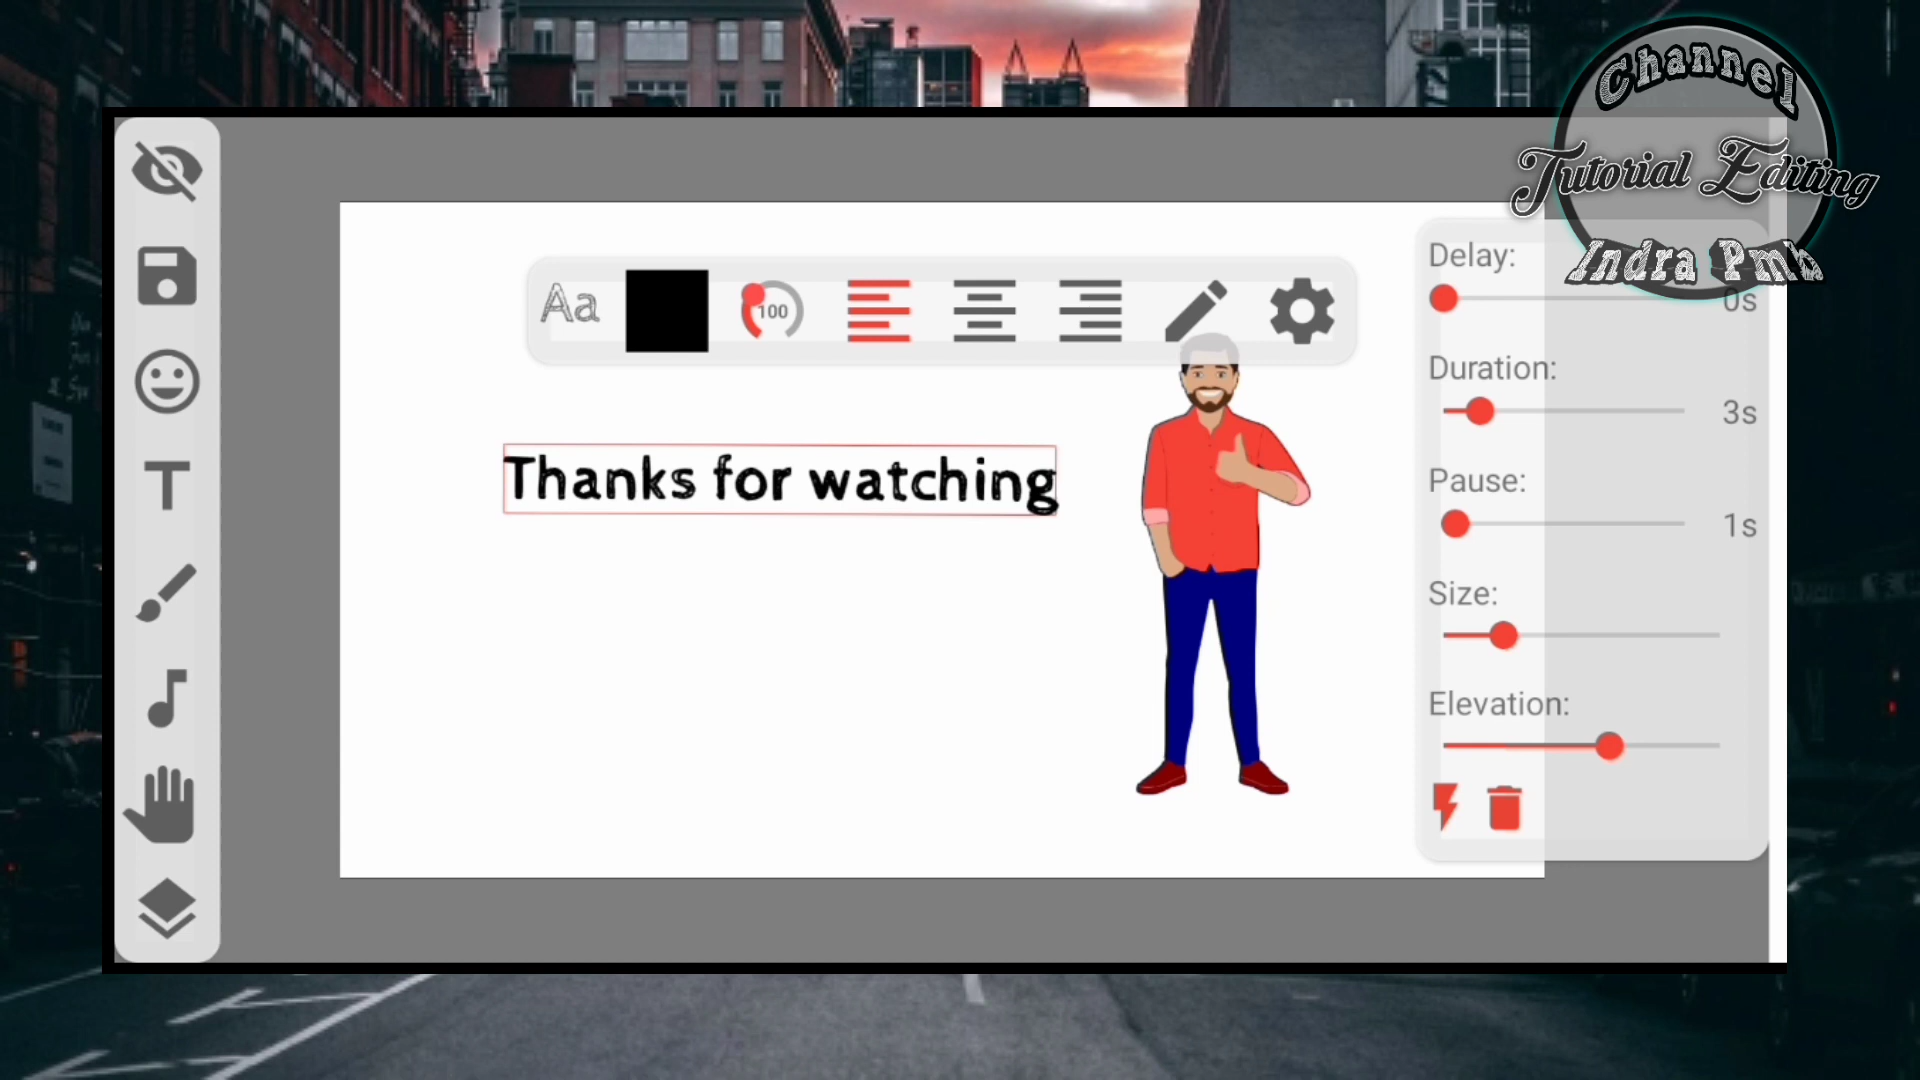 Channel
Tutorial Editing
Indra Pmb
Aa
100
Delay:
0s
Duration:
3s
Thanks for watching
Pause:
1s
Size:
Elevation: